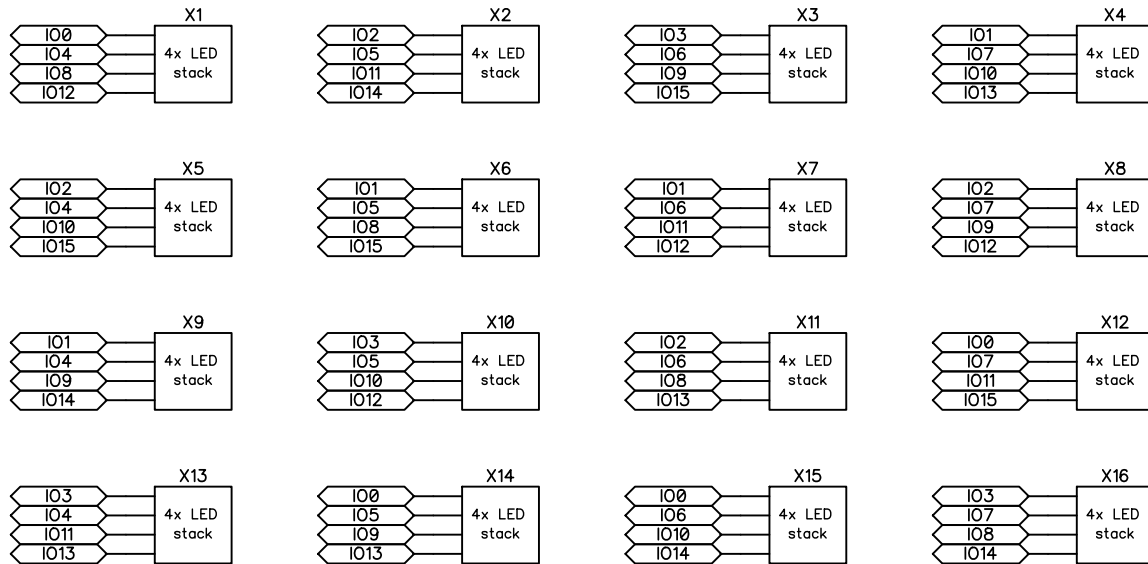 X1
IO0
IO4
IO8
IO12
4x LED
stack
X2
IO2
IO5
IO11
IO14
4x LED
stack
X3
IO3
IO6
IO9
IO15
4x LED
stack
X4
IO1
IO7
IO10
IO13
4x LED
stack
X5
IO2
IO4
IO10
IO15
4x LED
stack
X6
IO1
IO5
IO8
IO15
4x LED
stack
X7
IO1
IO6
IO11
IO12
4x LED
stack
X8
IO2
IO7
IO9
IO12
4x LED
stack
X9
IO1
IO4
IO9
IO14
4x LED
stack
X10
IO3
IO5
IO10
IO12
4x LED
stack
X11
IO2
IO6
IO8
IO13
4x LED
stack
X12
IO0
IO7
IO11
IO15
4x LED
stack
X13
IO3
IO4
IO11
IO13
4x LED
stack
X14
IO0
IO5
IO9
IO13
4x LED
stack
X15
IO0
IO6
IO10
IO14
4x LED
stack
X16
IO3
IO7
IO8
IO14
4x LED
stack